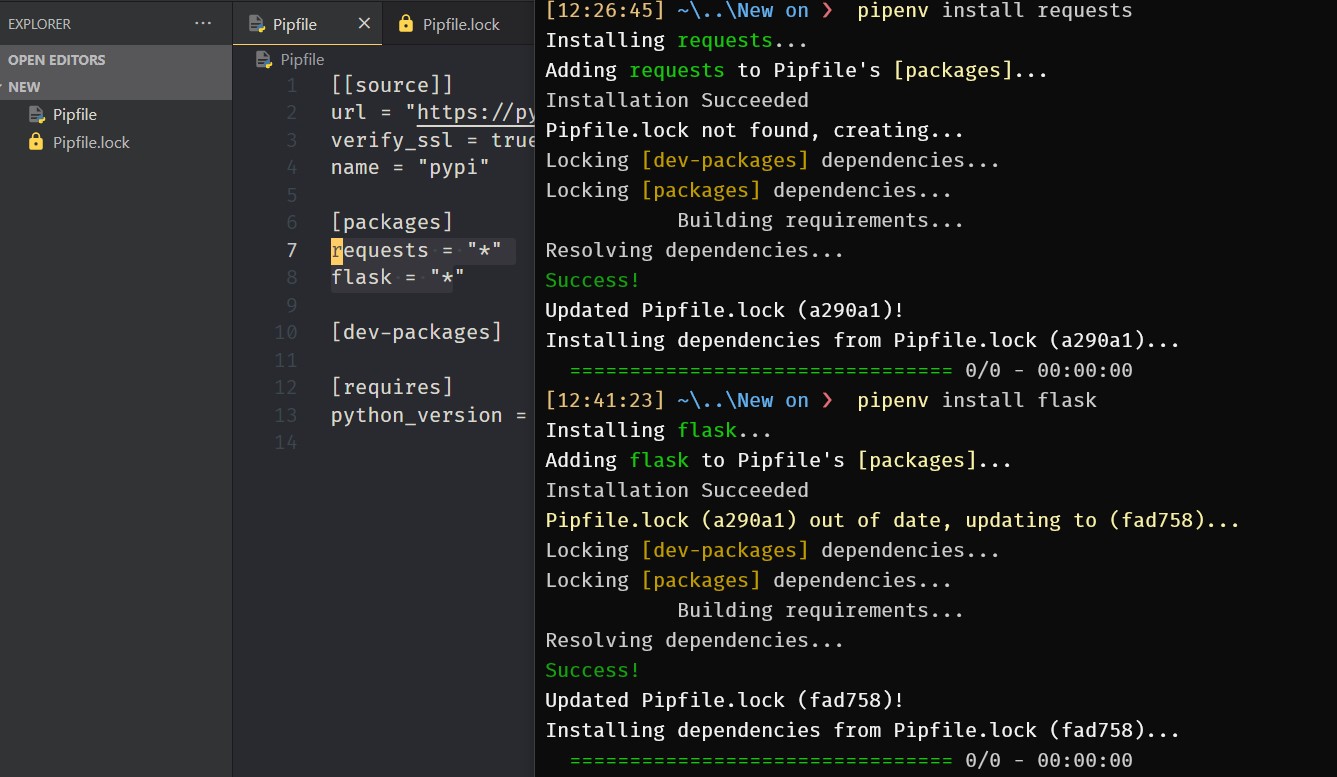 EXPLORER ...
OPEN EDITORS
NEW
Pipfile
Pipfile.lock
Pipfile Pipfile.lock
Pipfile
1 [[source]]
2 url = "https://py
3 verify_ssl = true
4 name = "pypi"
5
6 [packages]
7 requests = "*"
8 flask = "*"
9
10 [dev-packages]
11
12 [requires]
13 python_version =
14
[12:26:45] ~\..\New on ❯ pipenv install requests
Installing requests...
Adding requests to Pipfile's [packages]...
Installation Succeeded
Pipfile.lock not found, creating...
Locking [dev-packages] dependencies...
Locking [packages] dependencies...
Building requirements...
Resolving dependencies...
Success!
Updated Pipfile.lock (a290a1)!
Installing dependencies from Pipfile.lock (a290a1)...
================================ 0/0 - 00:00:00
[12:41:23] ~\..\New on ❯ pipenv install flask
Installing flask...
Adding flask to Pipfile's [packages]...
Installation Succeeded
Pipfile.lock (a290a1) out of date, updating to (fad758)...
Locking [dev-packages] dependencies...
Locking [packages] dependencies...
Building requirements...
Resolving dependencies...
Success!
Updated Pipfile.lock (fad758)!
Installing dependencies from Pipfile.lock (fad758)...
================================ 0/0 - 00:00:00